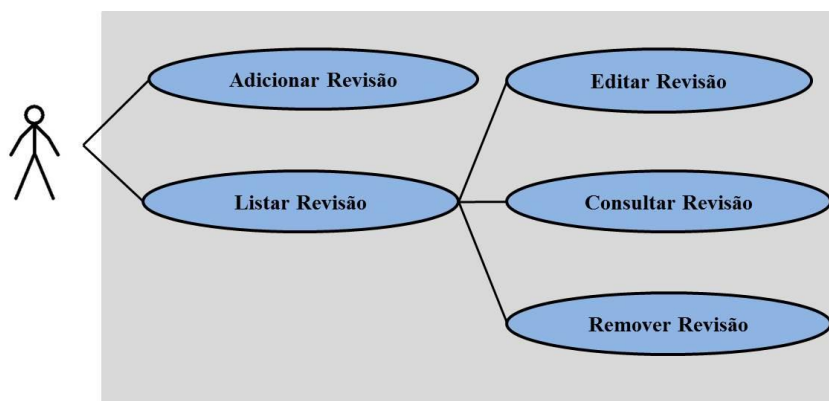 Adicionar Revisão
Editar Revisão
Listar Revisão
Consultar Revisão
Remover Revisão